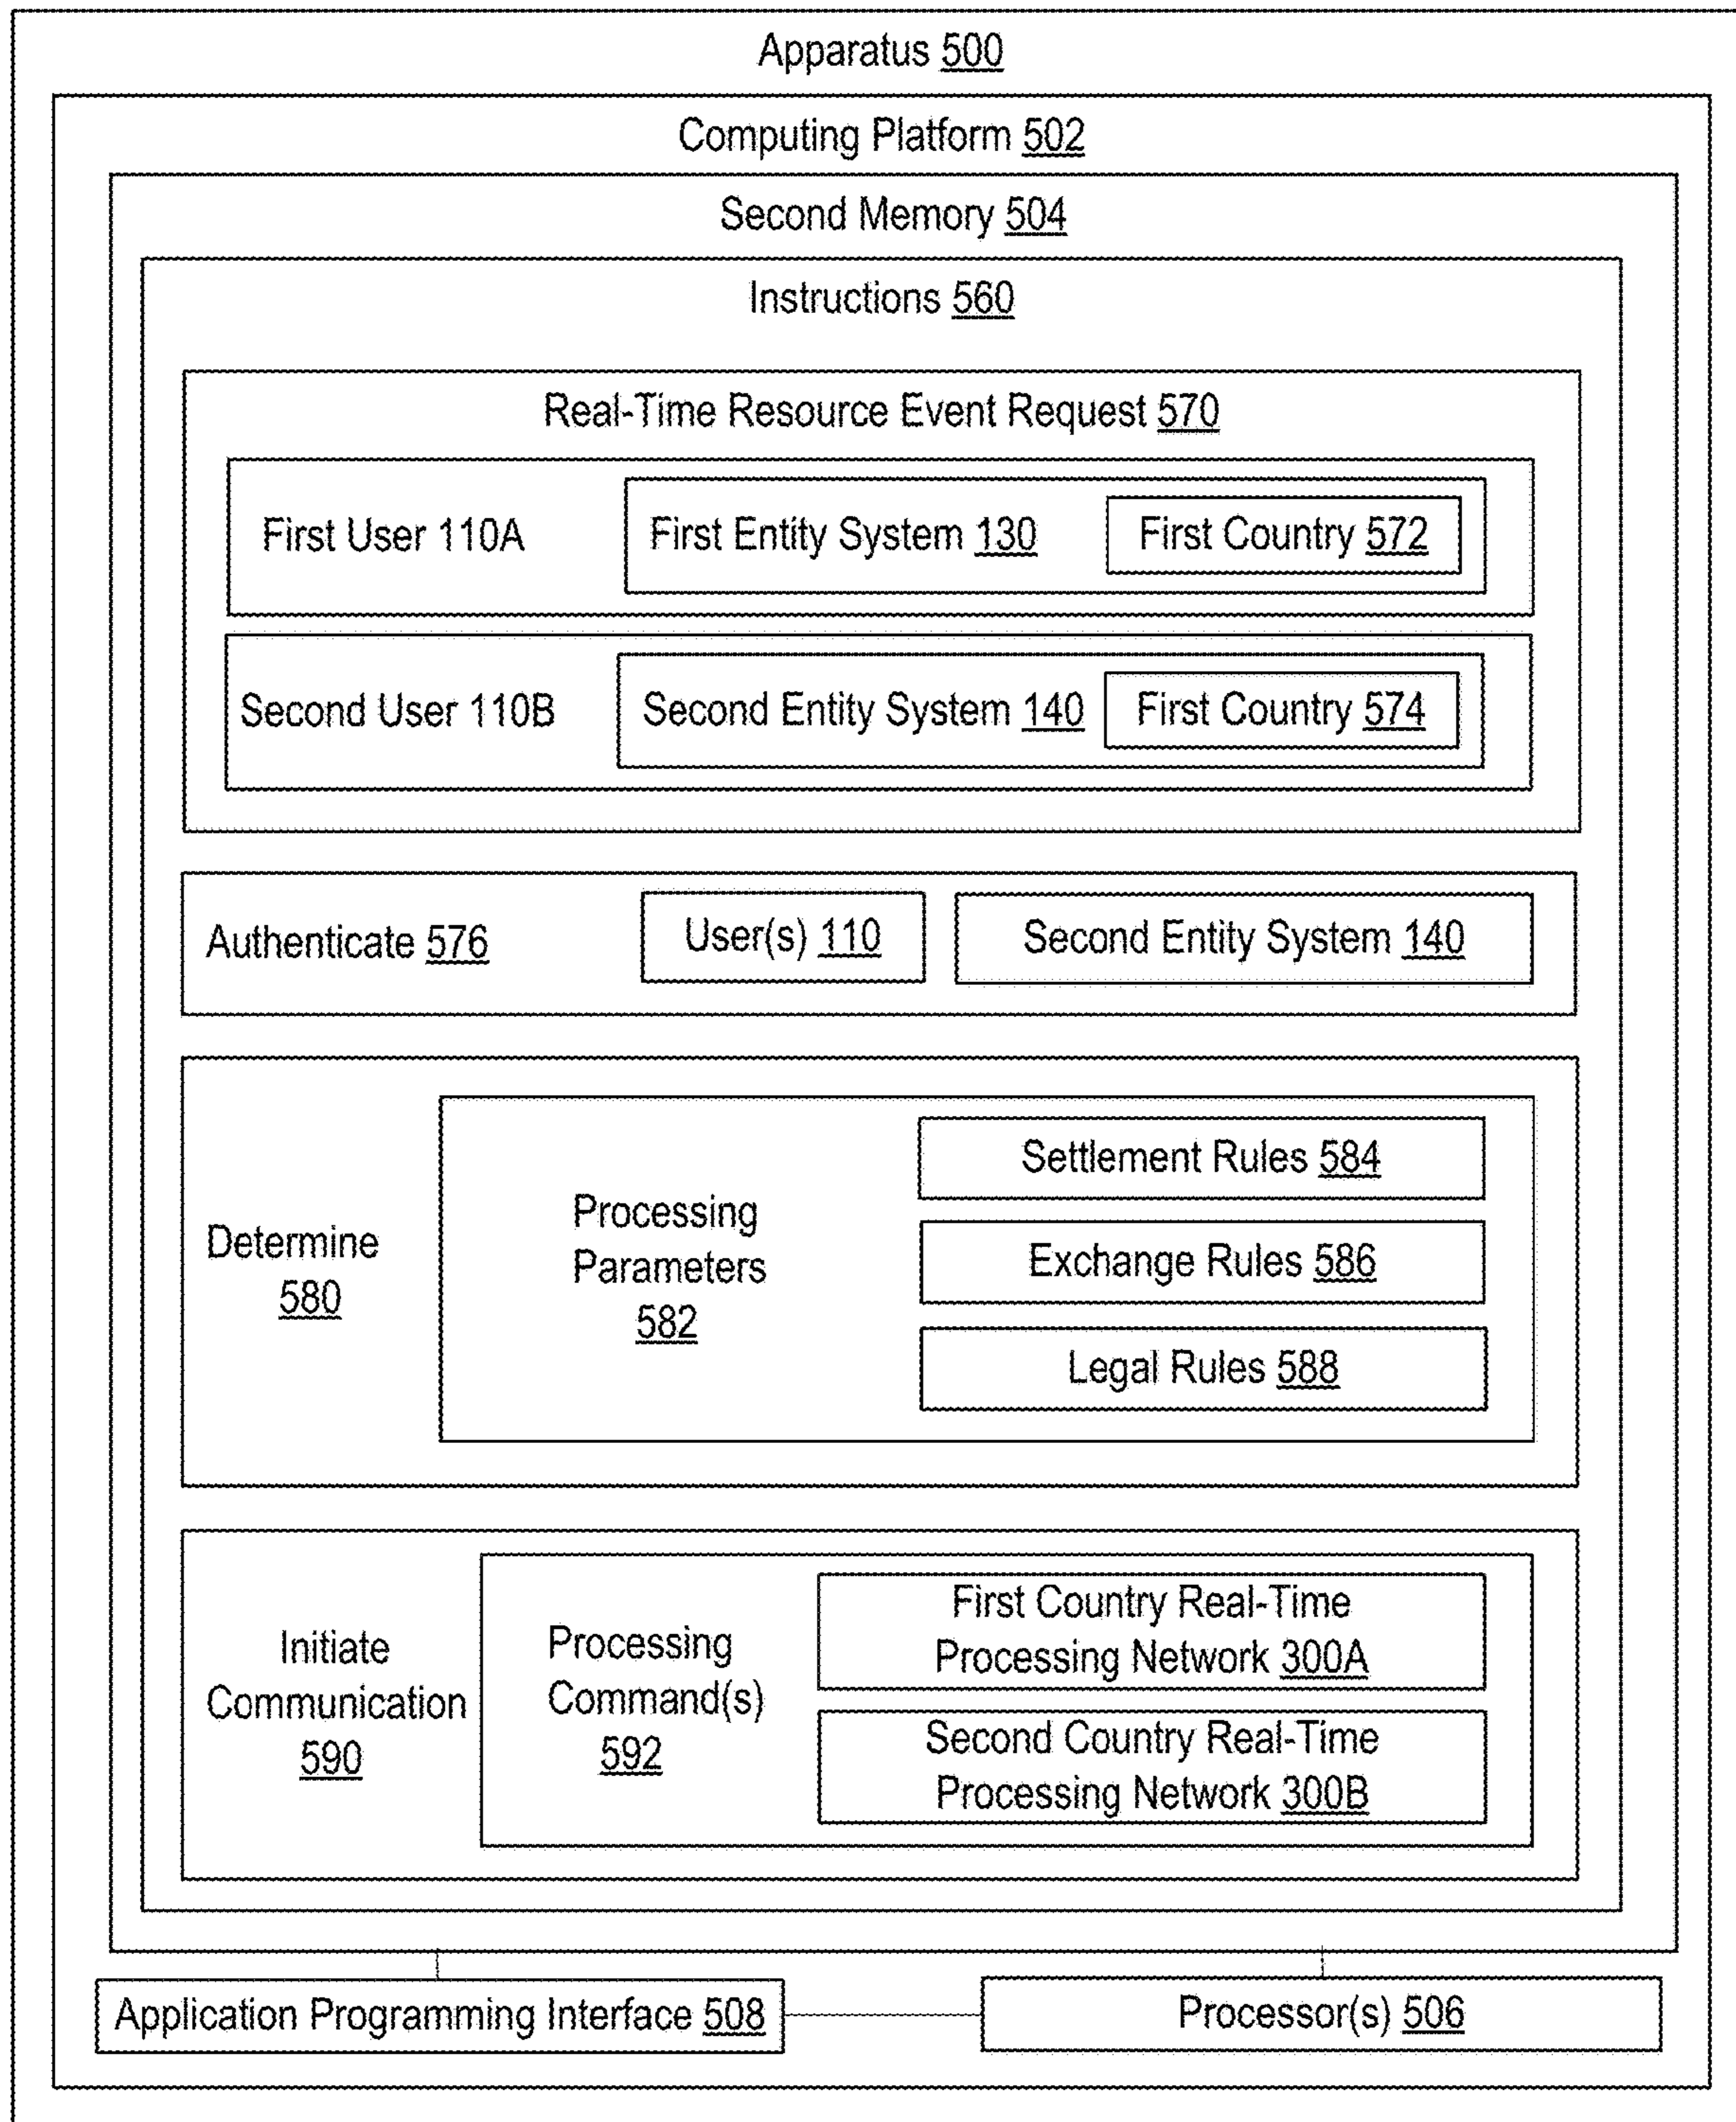 Apparatus 500
Computing Platform 502
Second Memory 504
Instructions 560
Real-Time Resource Event Request 570
First User 110A
First Entity System 130
First Country 572
Second User 110B
Second Entity System 140
First Country 574
Authenticate 576
User(s) 110
Second Entity System 140
Determine
580
Processing
Parameters
582
Settlement Rules 584
Exchange Rules 586
Legal Rules 588
Initiate
Communication
590
Processing
Command(s)
592
First Country Real-Time
Processing Network 300A
Second Country Real-Time
Processing Network 300B
Application Programming Interface 508
Processor(s) 506